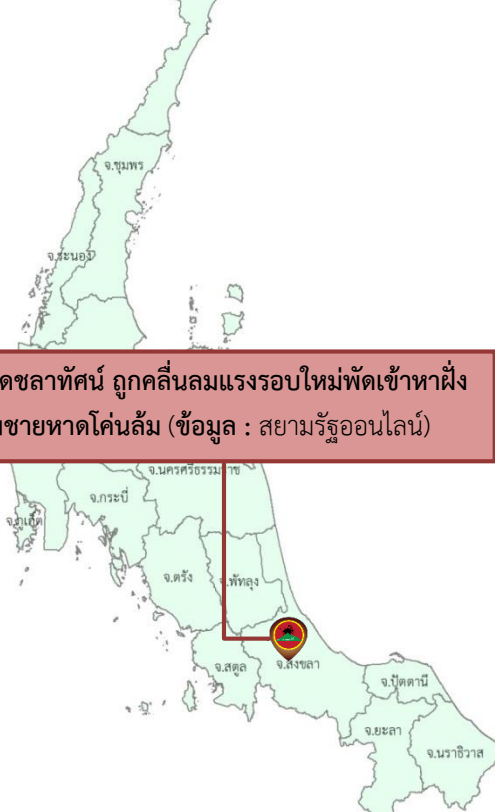 จ.ชุมพร
จ.ระนอง
ดชลาทัศน์ ถูกคลื่นลมแรงรอบใหม่พัดเข้าหาฝั่ง
ชายหาดโค่นล้ม (ข้อมูล : สยามรัฐออนไลน์)
จ.นครศรีธรรมราช
จ.กระบี่
จ.ภูเก็ต
จ.ตรัง
จ.พัทลุง
จ.สตูล
จ.สงขลา
จ.ปัตตานี
จ.ยะลา
จ.นราธิวาส